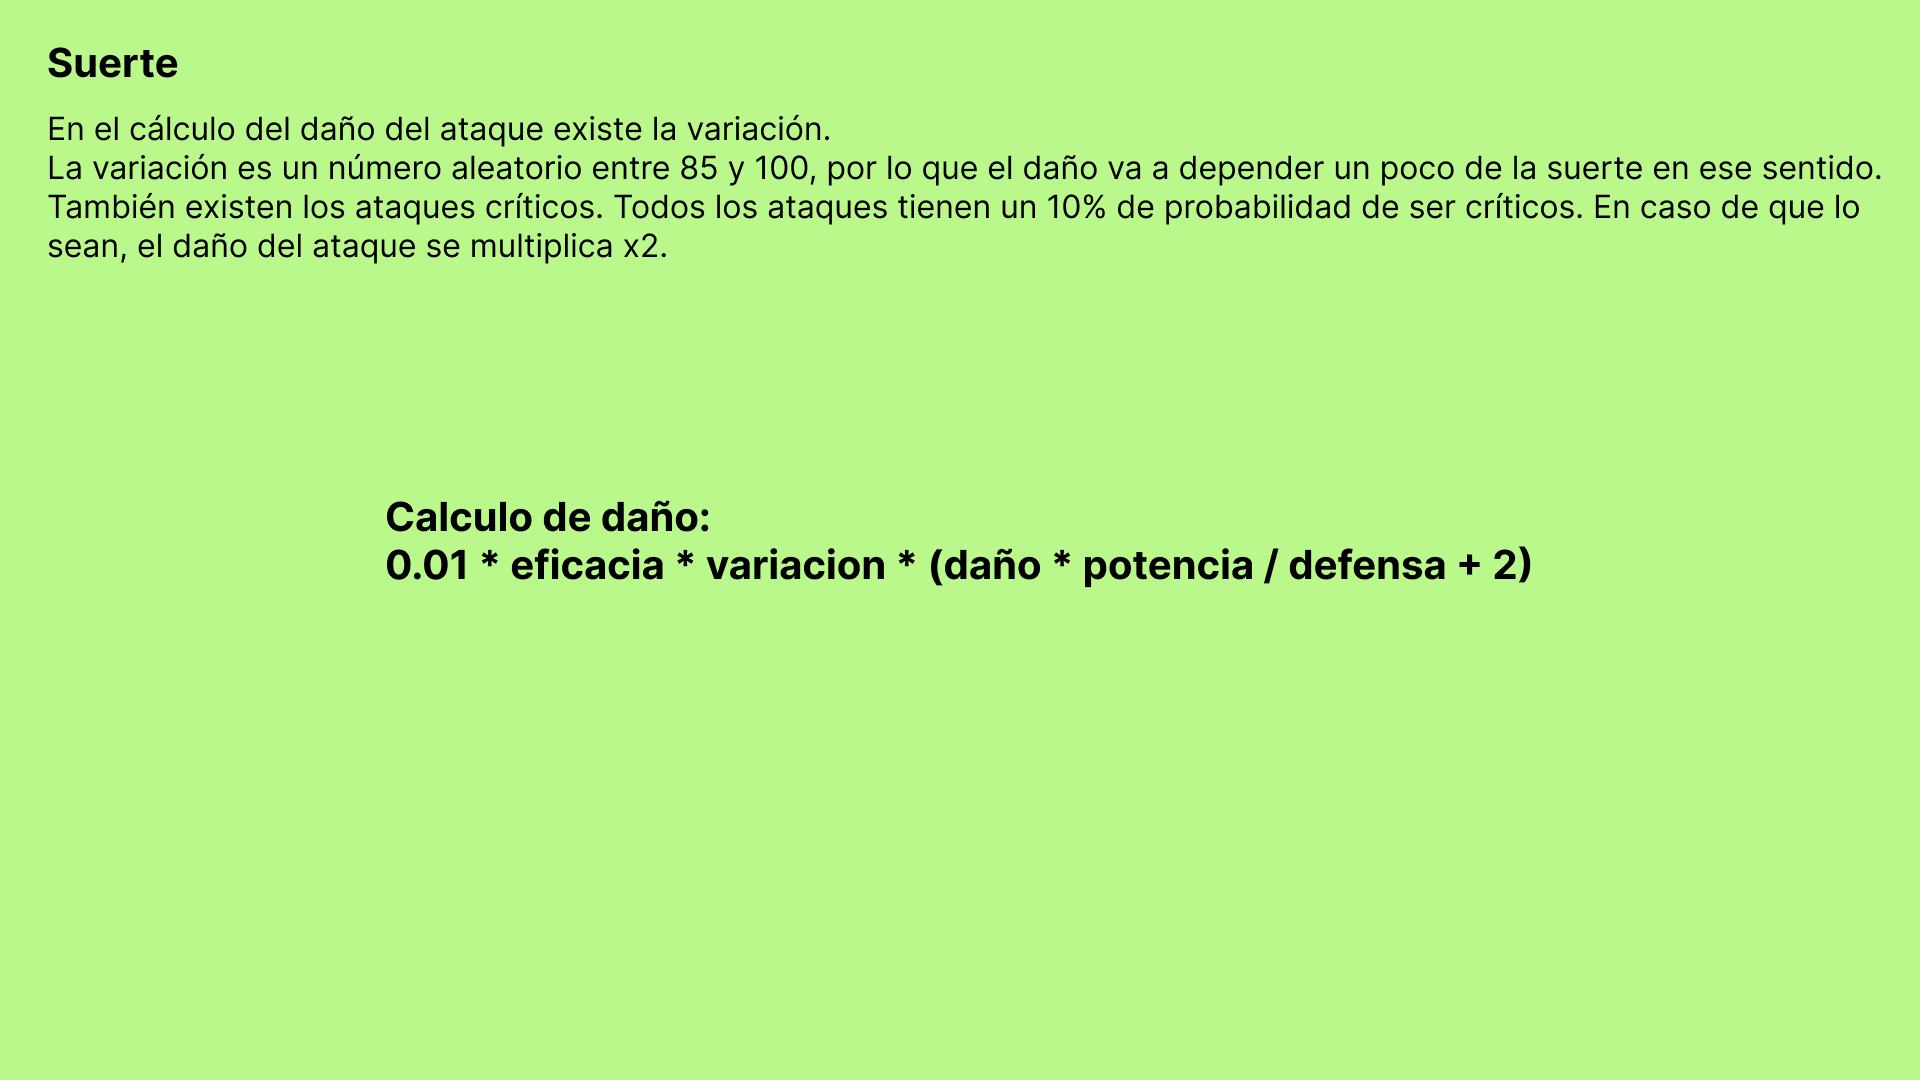 Suerte
En el cálculo del daño del ataque existe la variación.
La variación es un número aleatorio entre 85 y 100, por lo que el daño va a depender un poco de la suerte en ese sentido.
También existen los ataques críticos. Todos los ataques tienen un 10% de probabilidad de ser críticos. En caso de que lo
sean, el daño del ataque se multiplica x2.
Calculo de daño:
0.01 * eficacia * variacion * (daño * potencia / defensa + 2)